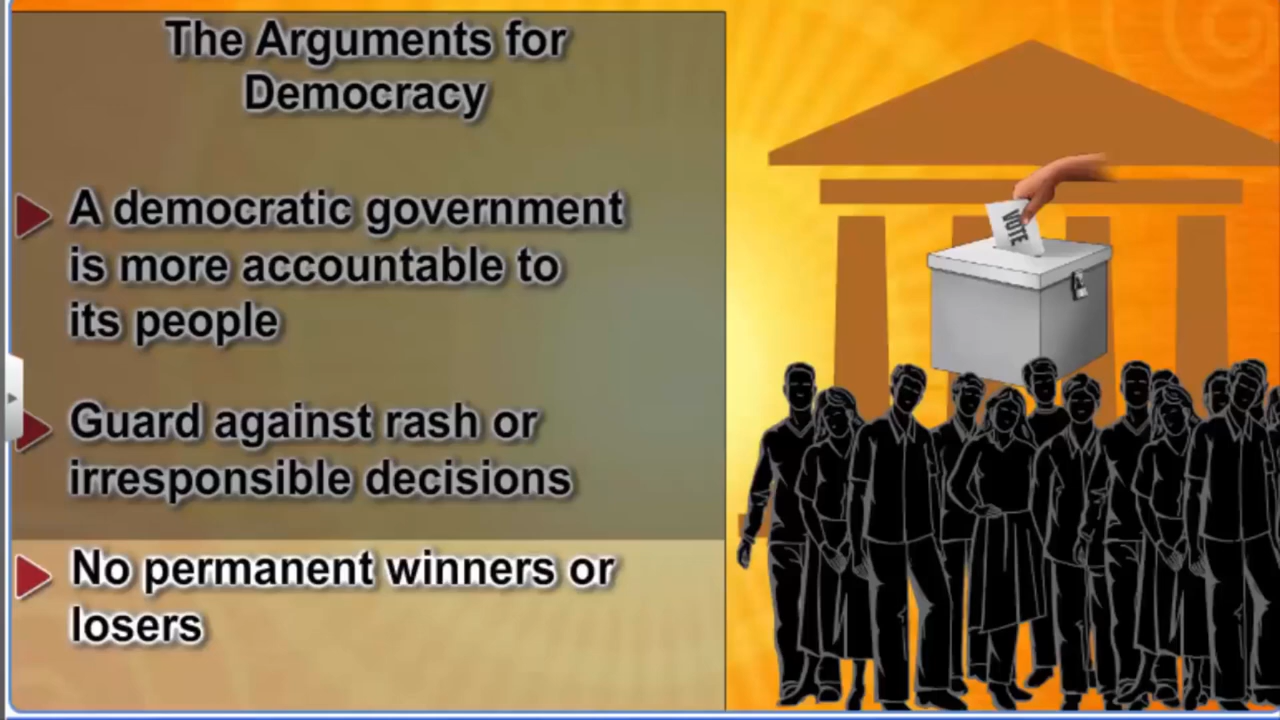 The Arguments for
Democracy
A democratic government
is more accountable to
its people
Guard against rash or
irresponsible decisions
No permanent winners or
losers
VOTE